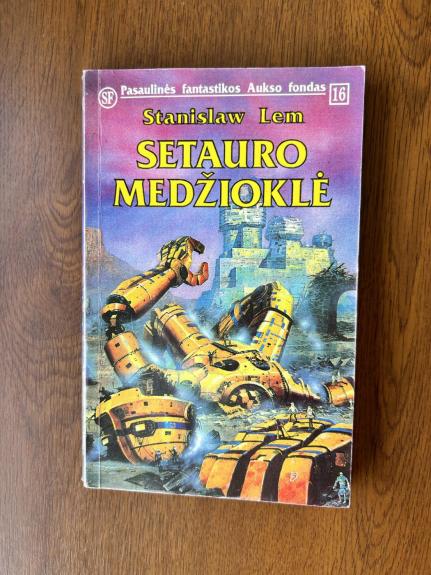 SF Pasaulinės fantastikos Aukso fondas 16
Stanislaw Lem
SETAURO
MEDŽIOKLĖ